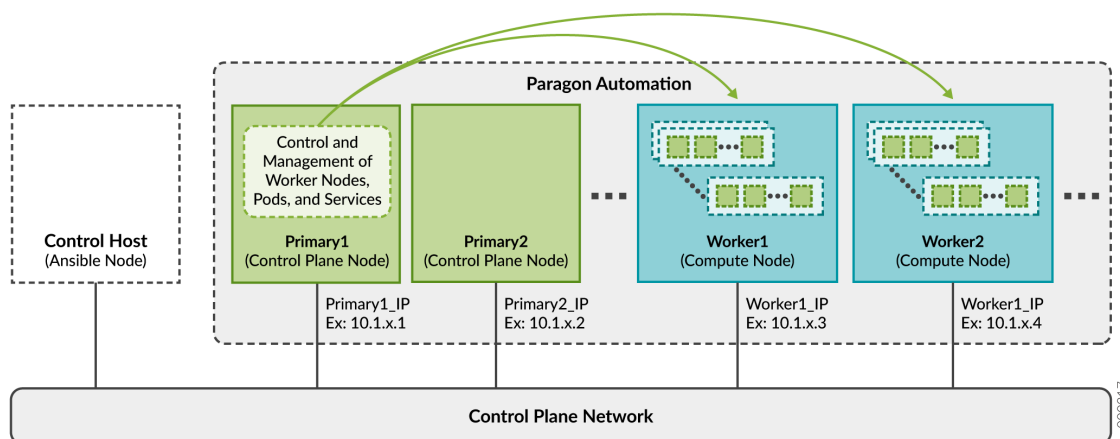 Paragon Automation
Control and
Management of
Worker Nodes,
Pods, and Services
Control Host
(Ansible Node)
Primary1
(Control Plane Node)
Primary2
(Control Plane Node)
Worker1
(Compute Node)
Worker2
(Compute Node)
Primary1_IP
Ex: 10.1.x.1
Primary2_IP
Ex: 10.1.x.2
Worker1_IP
Ex: 10.1.x.3
Worker1_IP
Ex: 10.1.x.4
Control Plane Network